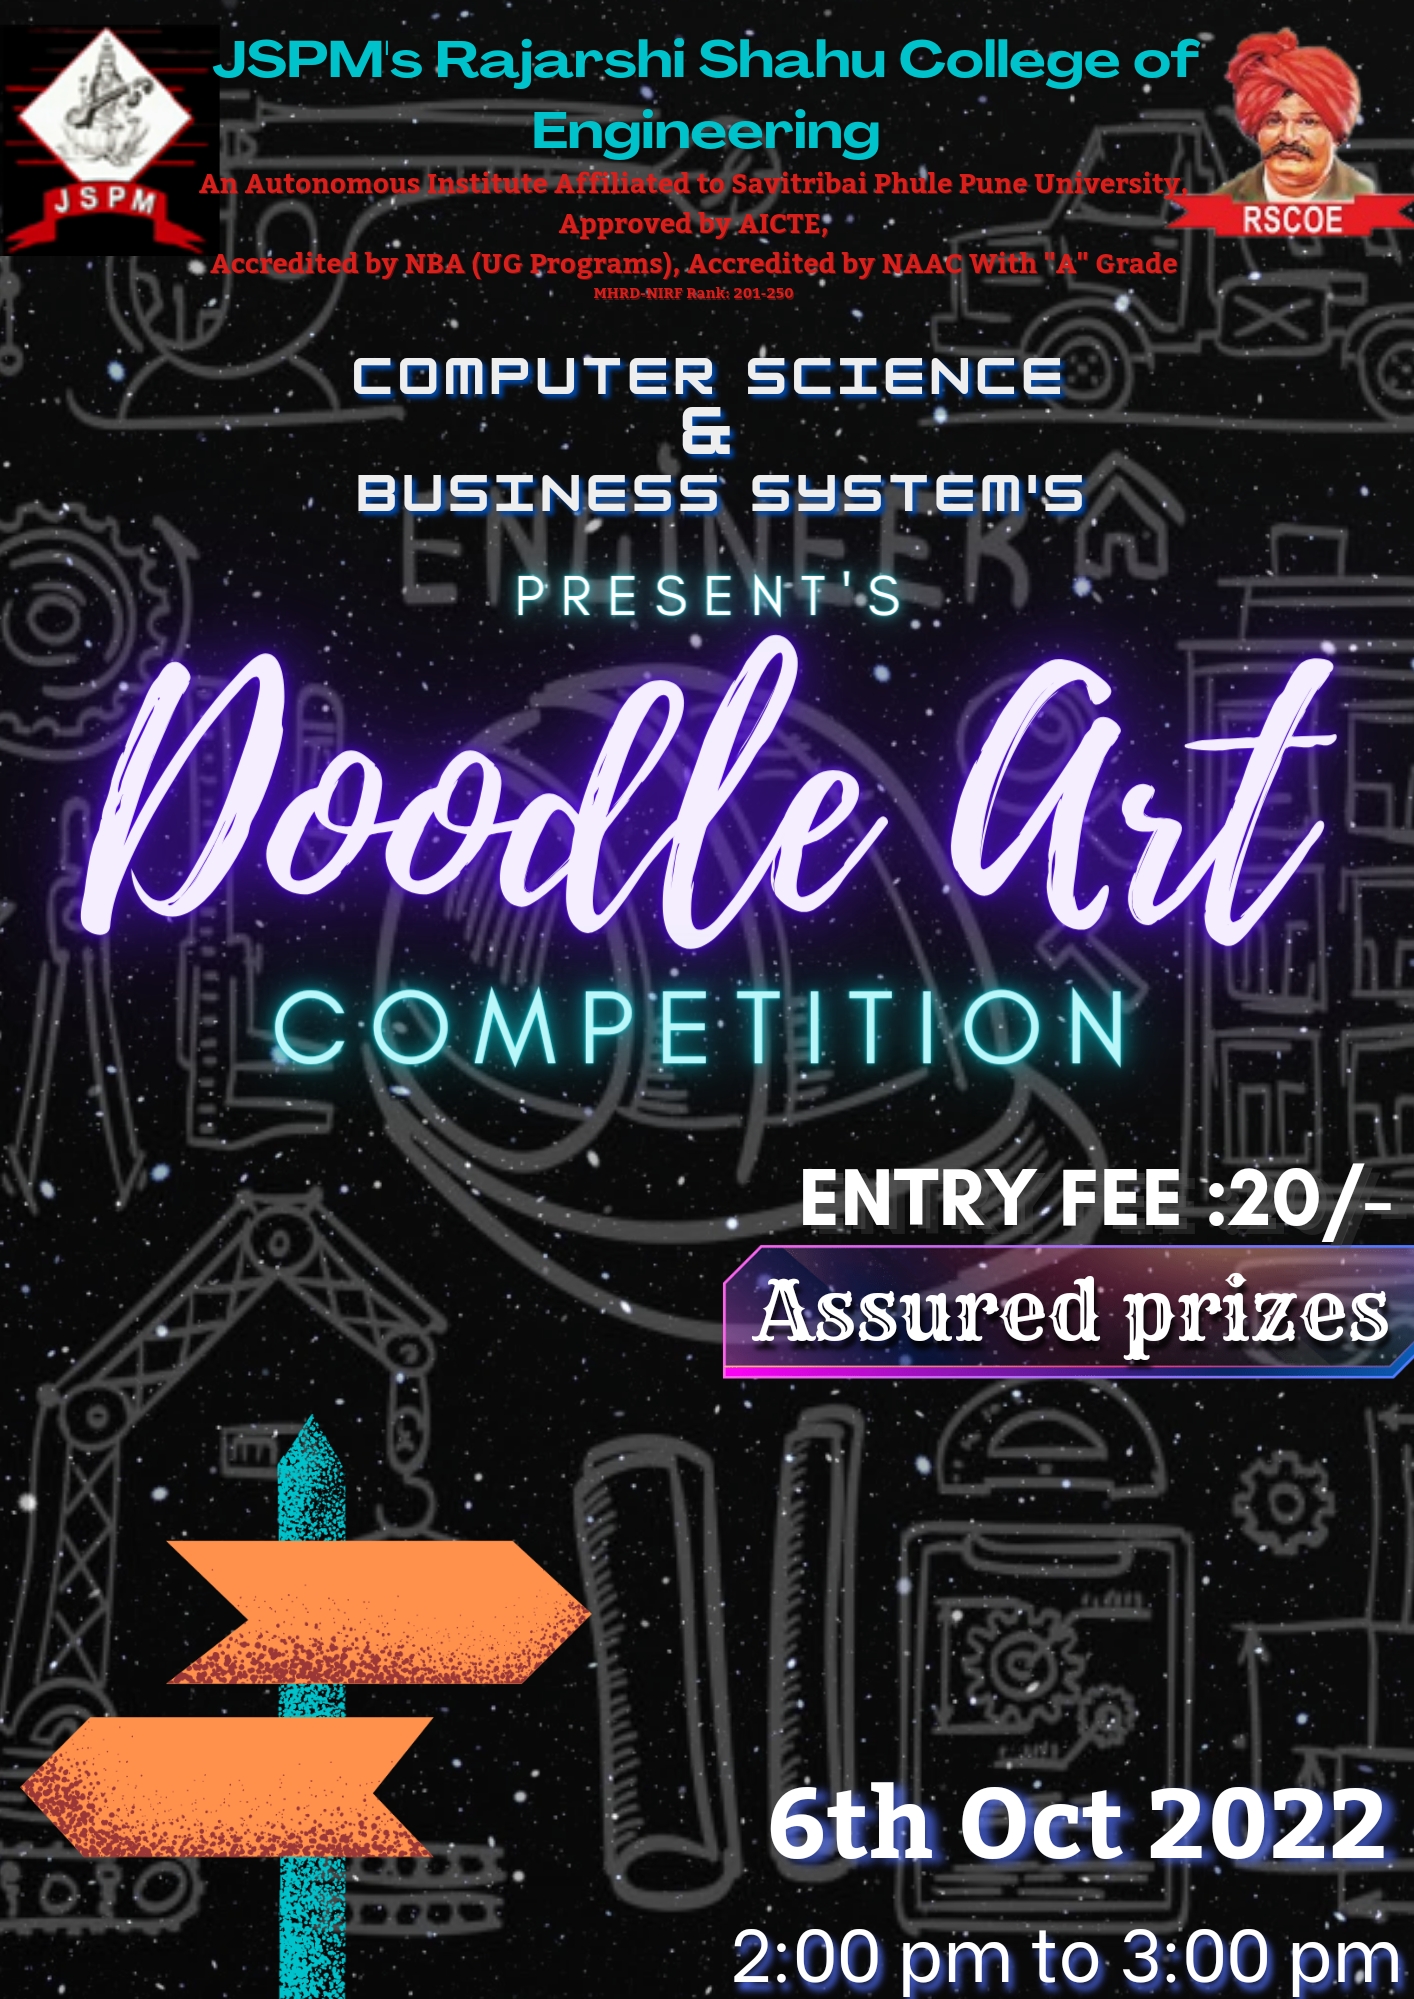 JSPM's Rajarshi Shahu College of
Engineering
An Autonomous Institute Affiliated to Savitribai Phule Pune University,
Approved by AICTE,
Accredited by NBA (UG Programs), Accredited by NAAC With "A" Grade
MHRD-NIRF Rank: 201-250
JSPM
RSCOE
COMPUTER SCIENCE
&
BUSINESS SYSTEM'S
ENGINEER
PRESENT'S
Doodle Art
COMPETITION
ENTRY FEE :20/-
Assured prizes
6th Oct 2022
2:00 pm to 3:00 pm